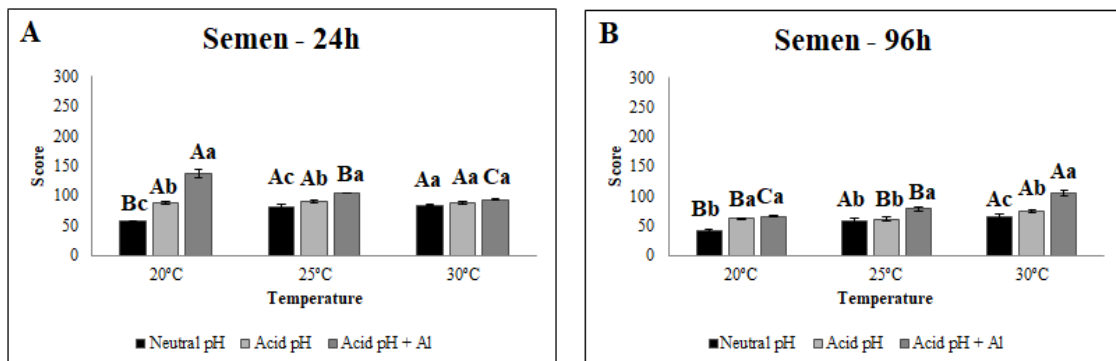 A
Semen - 24h
300
250
200
150
100
50
0
Score
Bc Ab Aa
Ac Ab Ba
Aa Aa Ca
20°C 25°C 30°C
Temperature
Neutral pH Acid pH Acid pH + Al
B
Semen - 96h
300
250
200
150
100
50
0
Score
Bb Ba Ca
Ab Bb Ba
Ac Ab Aa
20°C 25°C 30°C
Temperature
Neutral pH Acid pH Acid pH + Al